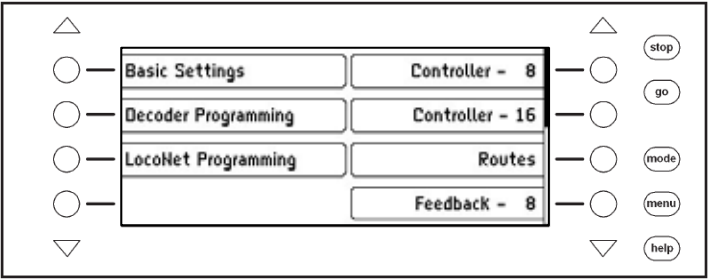 Basic Settings
Controller - 8
Decoder Programming
Controller - 16
LocoNet Programming
Routes
Feedback - 8
stop
go
mode
menu
help